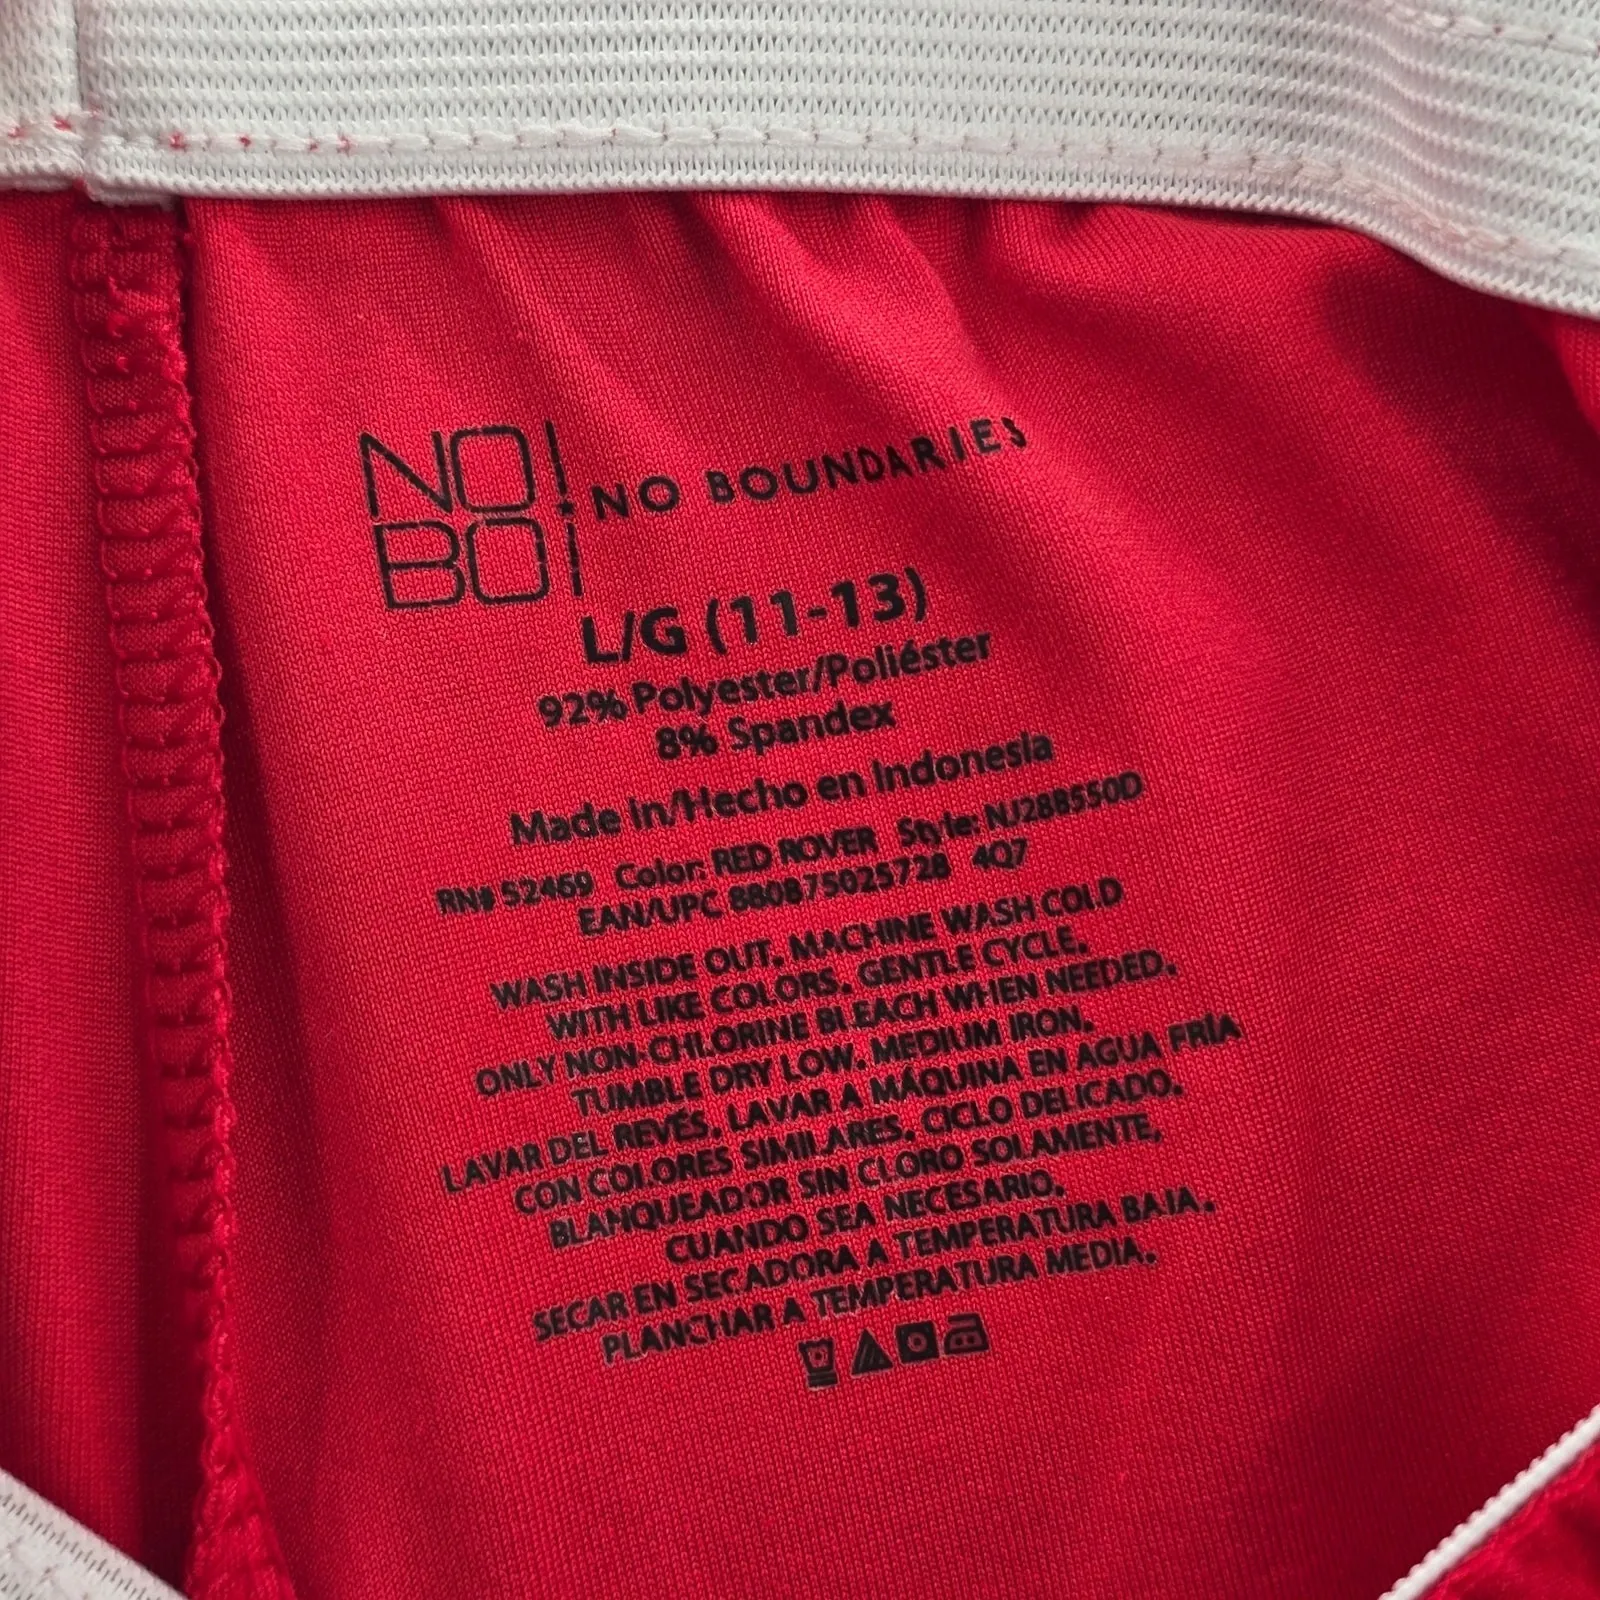 NO
BO
NO BOUNDARIES
L/G (11-13)
92% Polyester/Poliéster
8% Spandex
Made in/Hecho en Indonesia
RN# 52469 Color: RED ROVER Style: NJ28B550D
EAN/UPC 880875025728 4Q7
WASH INSIDE OUT. MACHINE WASH COLD
WITH LIKE COLORS. GENTLE CYCLE.
ONLY NON-CHLORINE BLEACH WHEN NEEDED.
TUMBLE DRY LOW. MEDIUM IRON.
LAVAR DEL REVÉS. LAVAR A MÁQUINA EN AGUA FRÍA
CON COLORES SIMILARES. CICLO DELICADO.
BLANQUEADOR SIN CLORO SOLAMENTE,
CUANDO SEA NECESARIO.
SECAR EN SECADORA A TEMPERATURA BAJA.
PLANCHAR A TEMPERATURA MEDIA.